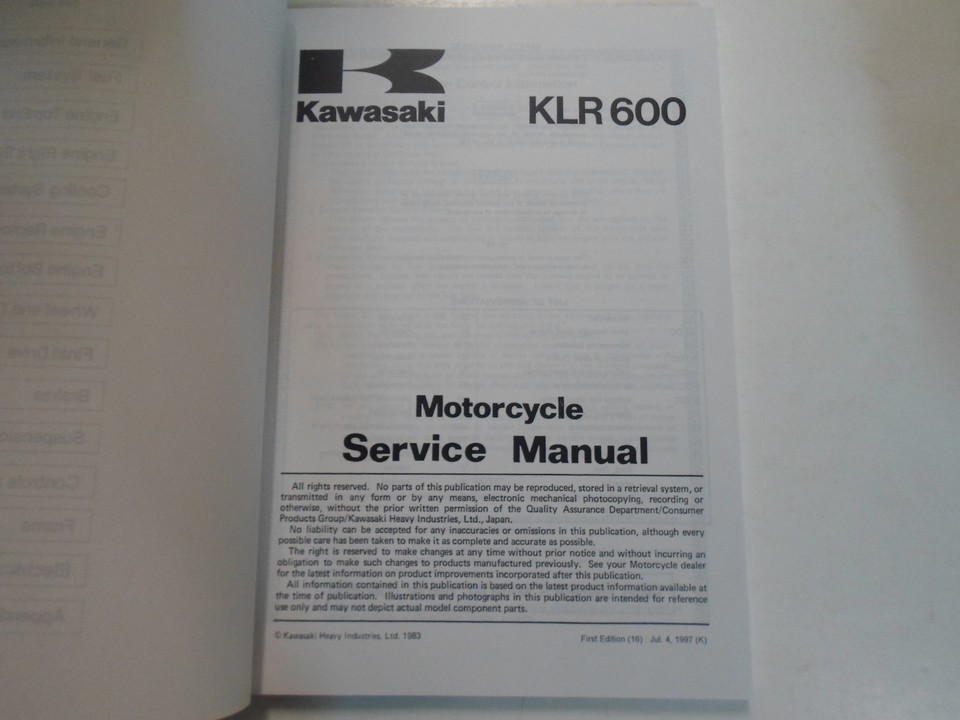 Kawasaki
KLR 600
Motorcycle
Service Manual
All rights reserved. No parts of this publication may be reproduced, stored in a retrieval system, or
transmitted in any form or by any means, electronic mechanical photocopying, recording or
otherwise, without the prior written permission of the Quality Assurance Department/Consumer
Products Group/Kawasaki Heavy Industries, Ltd., Japan.
No liability can be accepted for any inaccuracies or omissions in this publication, although every
possible care has been taken to make it as complete and accurate as possible.
The right is reserved to make changes at any time without prior notice and without incurring an
obligation to make such changes to products manufactured previously. See your Motorcycle dealer
for the latest information on product improvements incorporated after this publication.
All information contained in this publication is based on the latest product information available at
the time of publication. Illustrations and photographs in this publication are intended for reference
use only and may not depict actual model component parts.
© Kawasaki Heavy Industries, Ltd. 1983
First Edition (16) : Jul. 4, 1997 (K)